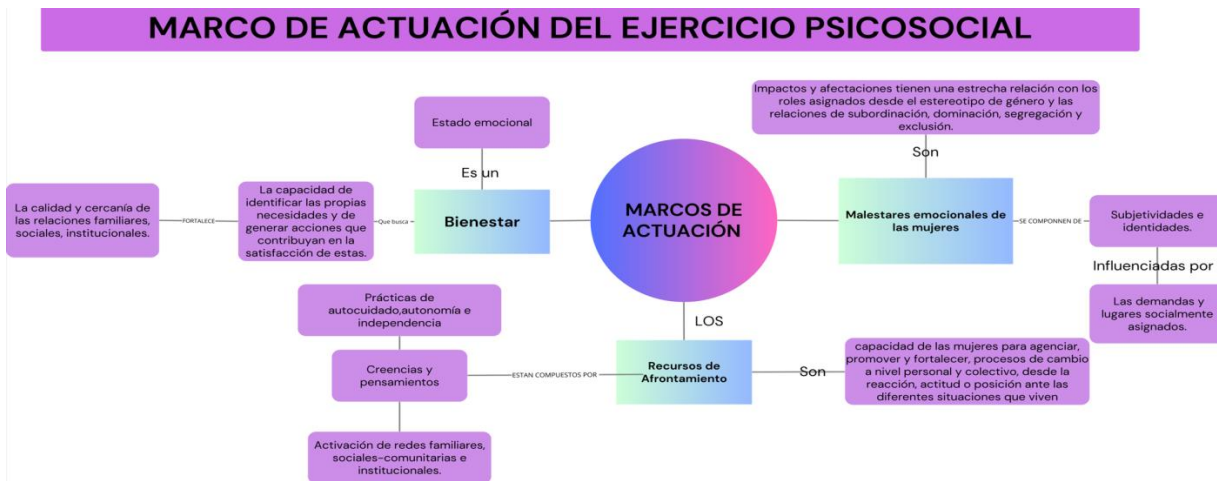 MARCO DE ACTUACIÓN DEL EJERCICIO PSICOSOCIAL
Impactos y afectaciones tienen una estrecha relación con los
roles asignados desde el estereotipo de género y las
relaciones de subordinación, dominación, segregación y
exclusión.
Estado emocional
Es un
Son
La calidad y cercanía de
las relaciones familiares,
sociales, institucionales.
FORTALECE
La capacidad de
identificar las propias
necesidades y de
generar acciones que
contribuyan en la
satisfacción de estas.
Que busca
Bienestar
MARCOS DE
ACTUACIÓN
Malestares emocionales de
las mujeres
SE COMPONNEN DE
Subjetividades e
identidades.
Influenciadas por
Las demandas y
lugares socialmente
asignados.
Prácticas de
autocuidado,autonomía e
independencia
LOS
Creencias y
pensamientos
ESTAN COMPUESTOS POR
Recursos de
Afrontamiento
Son
capacidad de las mujeres para agenciar,
promover y fortalecer, procesos de cambio
a nivel personal y colectivo, desde la
reacción, actitud o posición ante las
diferentes situaciones que viven
Activación de redes familiares,
sociales-comunitarias e
institucionales.